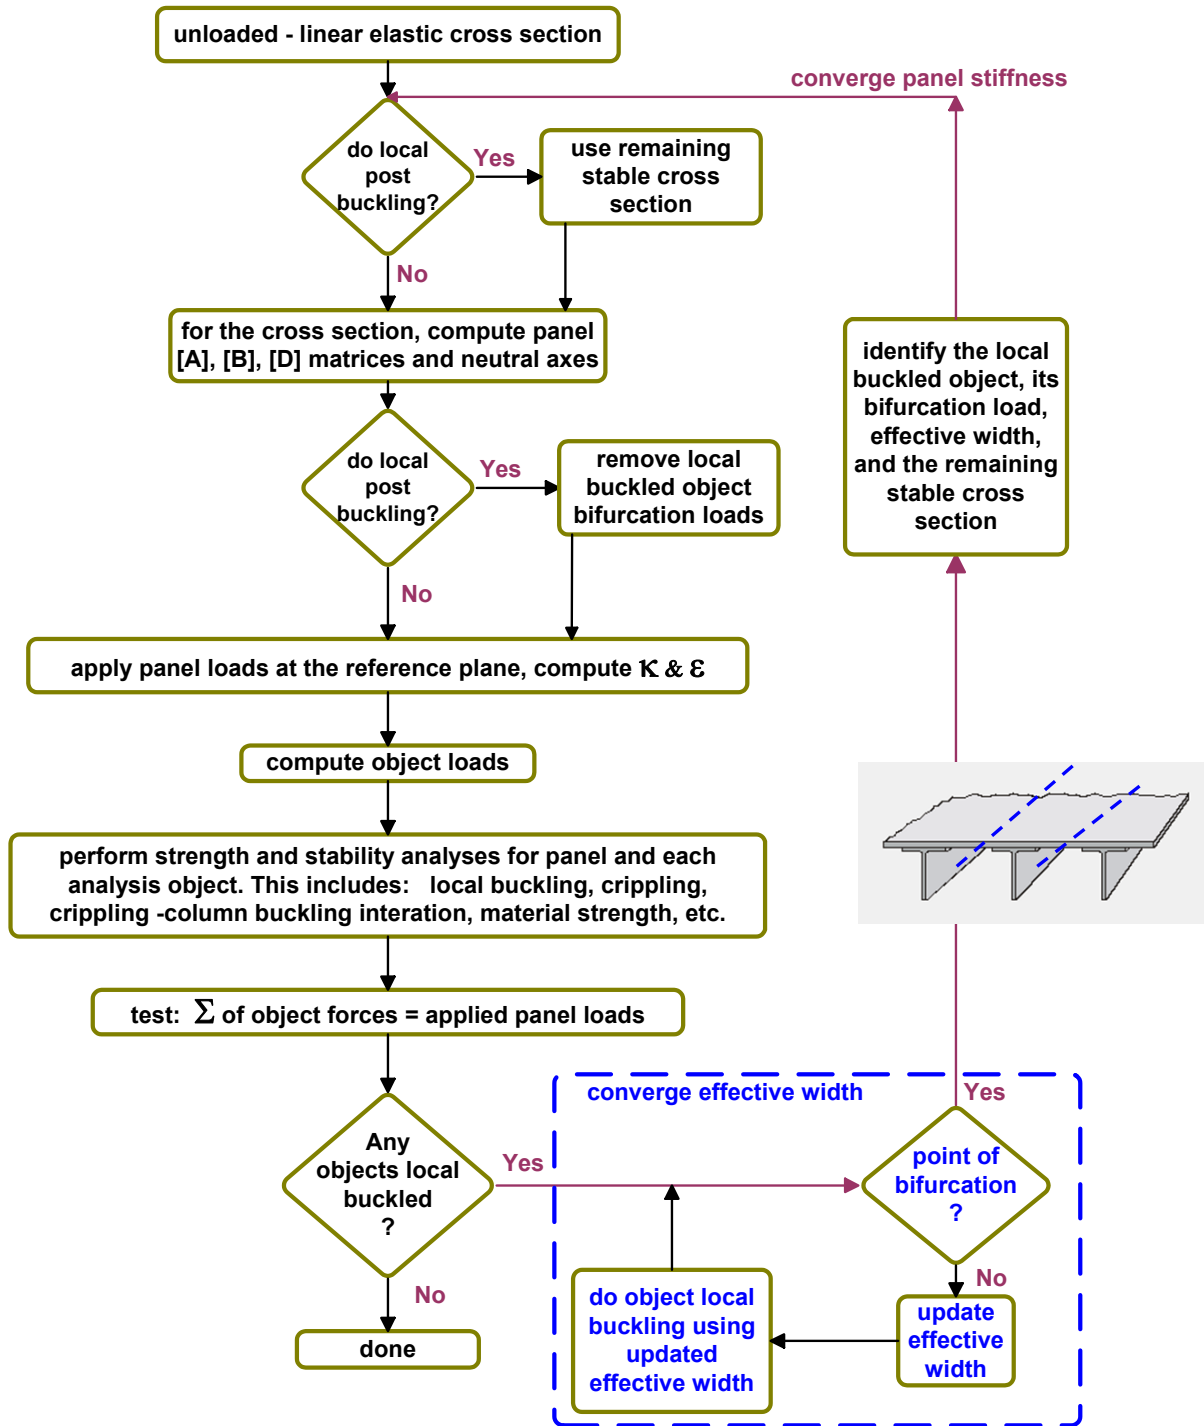 unloaded - linear elastic cross section
converge panel stiffness
do local
post
buckling?
Yes
use remaining
stable cross
section
No
for the cross section, compute panel
[A], [B], [D] matrices and neutral axes
identify the local
buckled object, its
bifurcation load,
effective width,
and the remaining
stable cross
section
do local
post
buckling?
Yes
remove local
buckled object
bifurcation loads
No
apply panel loads at the reference plane, compute κ & ε
compute object loads
perform strength and stability analyses for panel and each
analysis object. This includes: local buckling, crippling,
crippling -column buckling interation, material strength, etc.
test: Σ of object forces = applied panel loads
converge effective width
Yes
Any
objects local
buckled
?
Yes
point of
bifurcation
?
No
No
do object local
buckling using
updated
effective width
update
effective
width
done